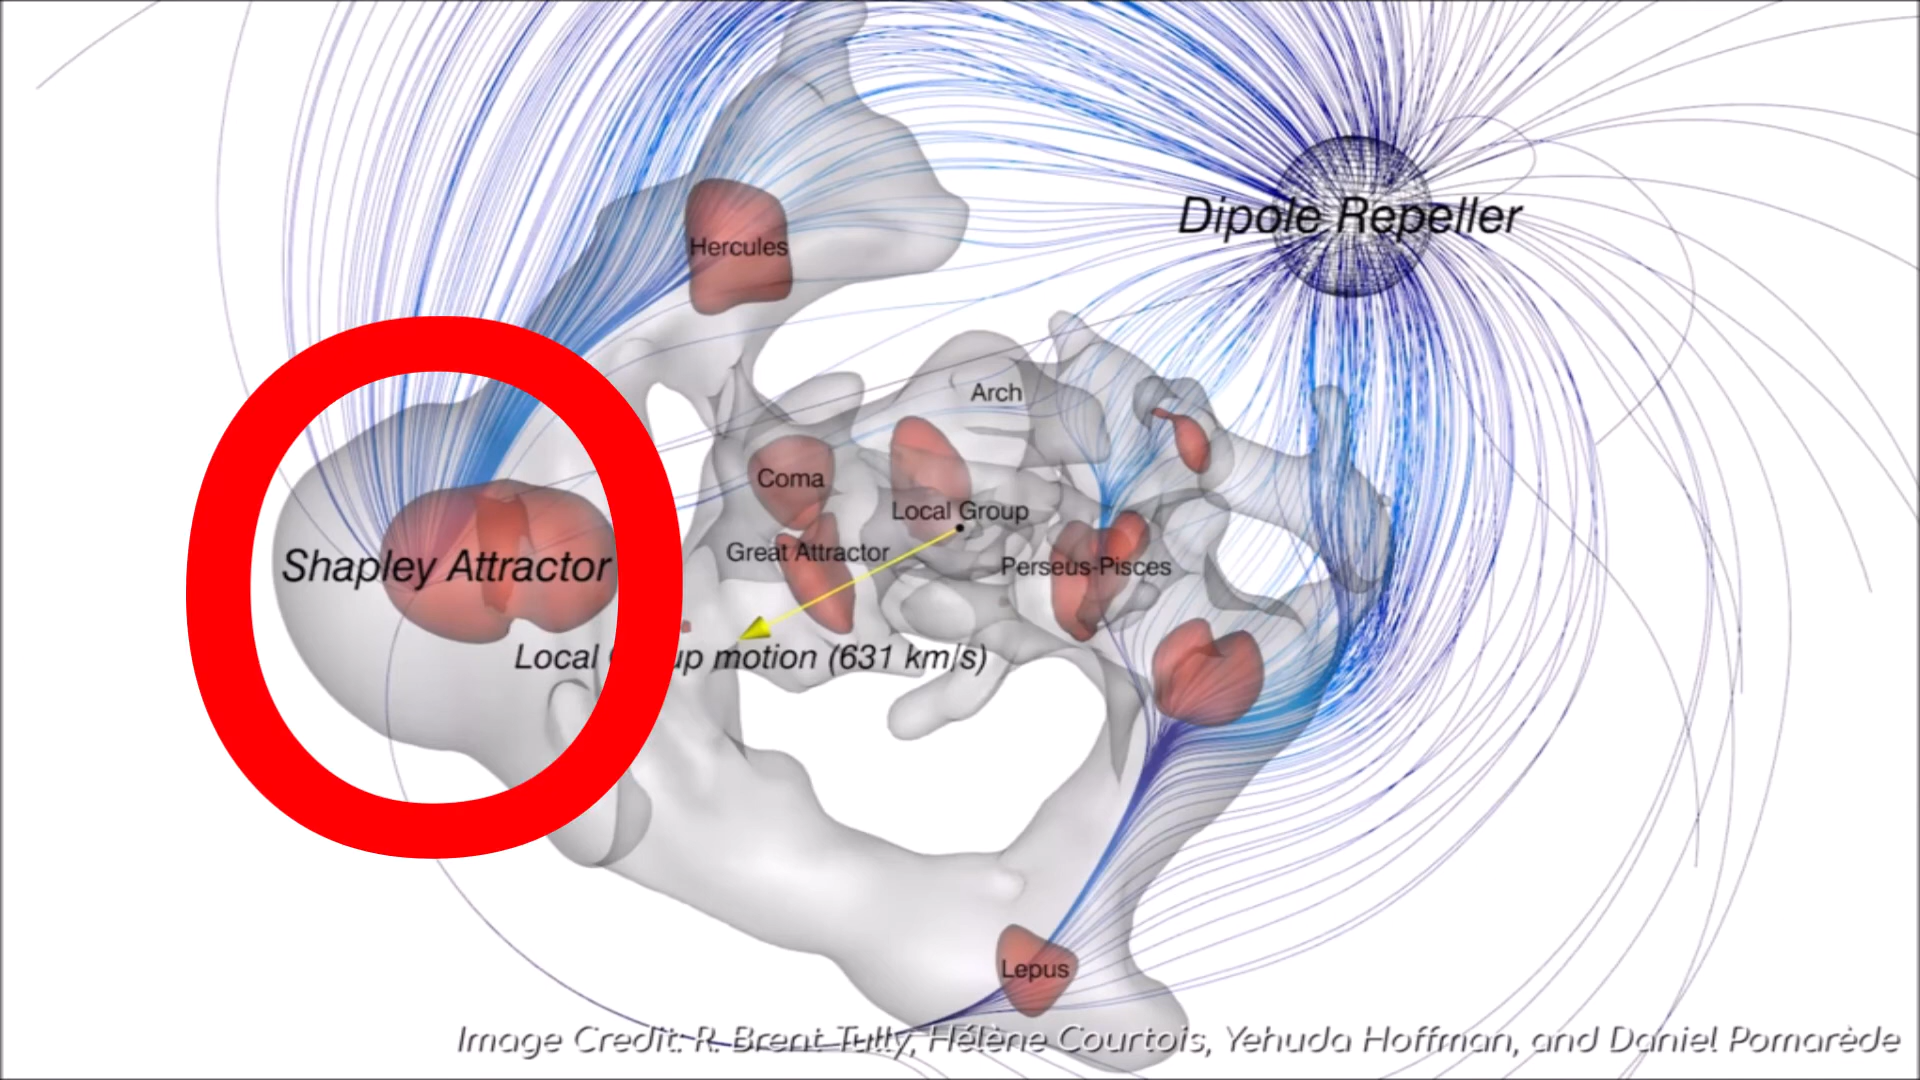 Dipole Repeller
Hercules
Arch
Coma
Local Group
Great Attractor
Perseus-Pisces
Shapley Attractor
Local up motion (631 km/s)
Lepus
Image Credit: R. Brent Tully, Hélène Courtois, Yehuda Hoffman, and Daniel Pomarède